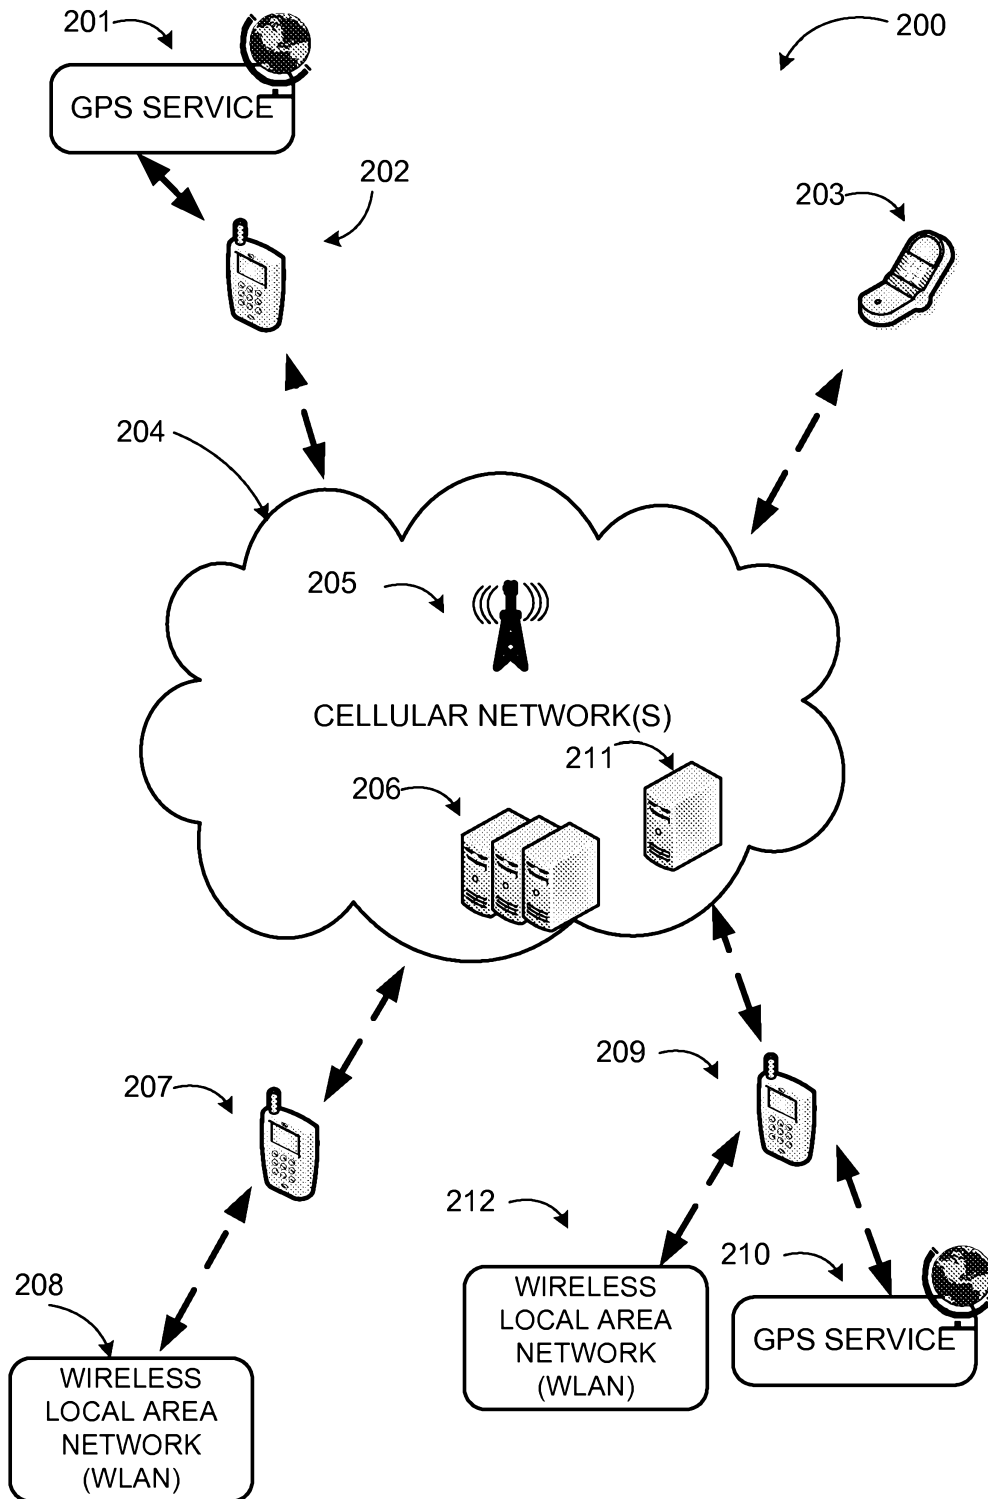 201
200
GPS SERVICE
202
203
204
205
CELLULAR NETWORK(S)
211
206
209
207
212
210
WIRELESS
LOCAL AREA
NETWORK
(WLAN)
GPS SERVICE
208
WIRELESS
LOCAL AREA
NETWORK
(WLAN)